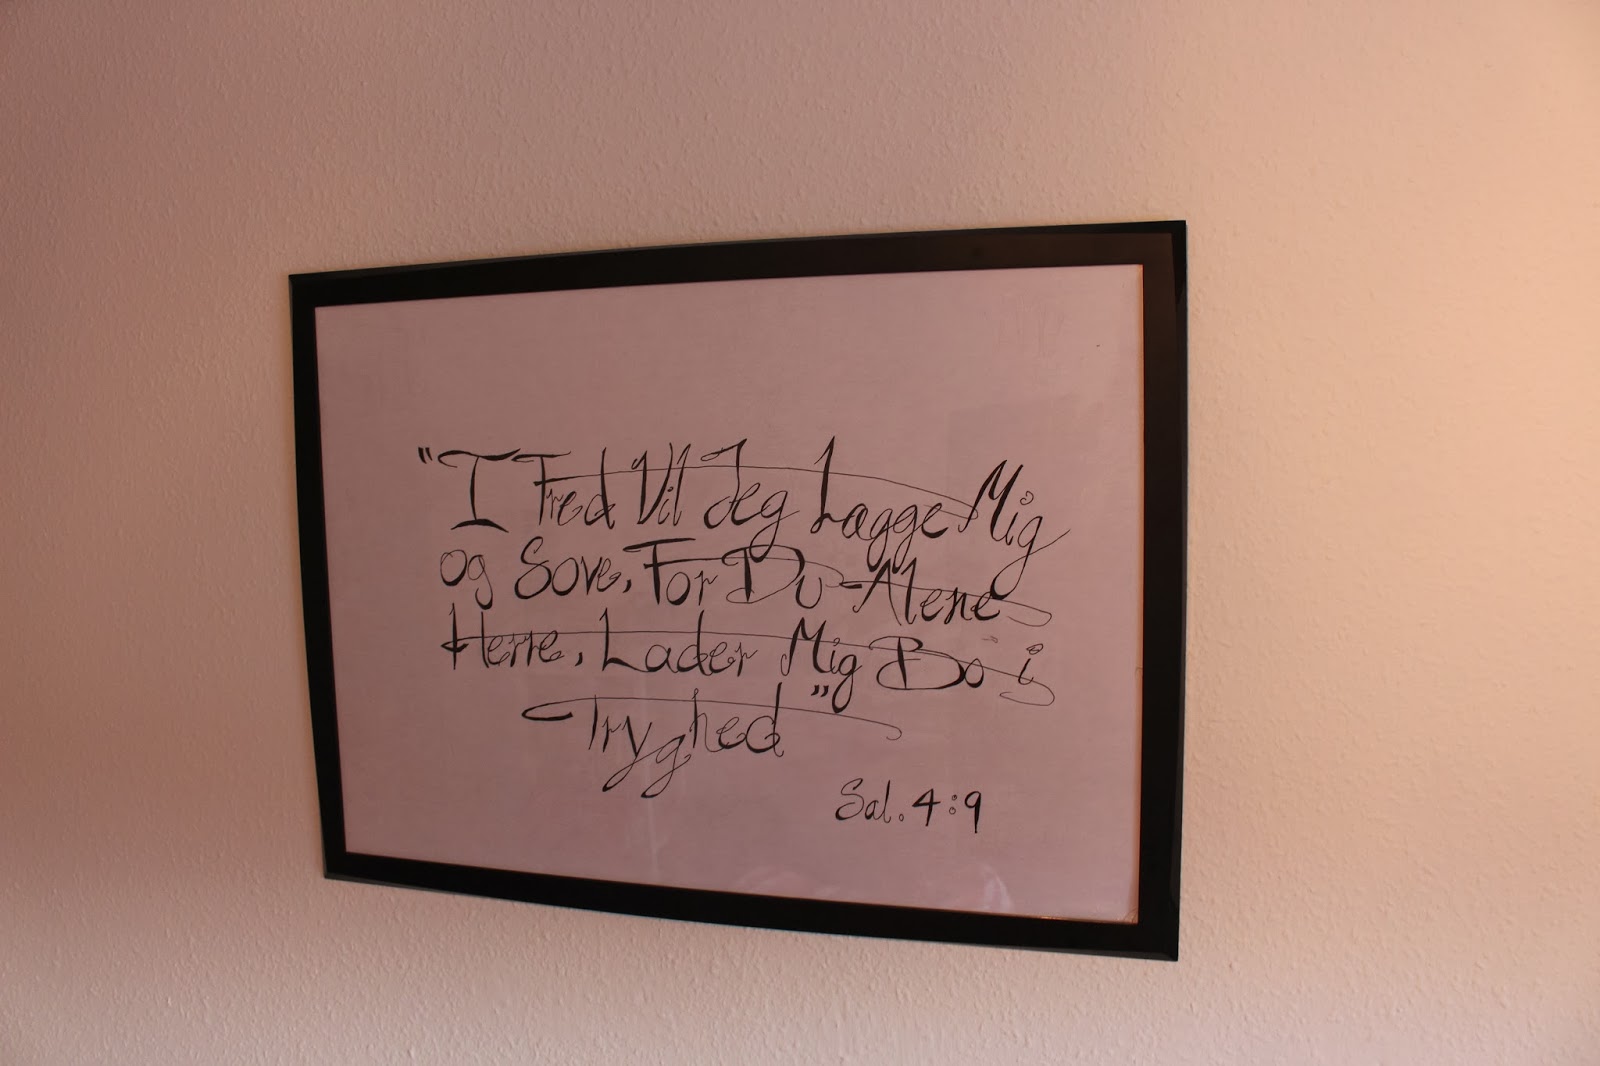 "I Fred Vil Jeg Lægge Mig
og Sove, For Du-Alene
Herre, Lader Mig Bo i
Tryghed"
Sal. 4:9